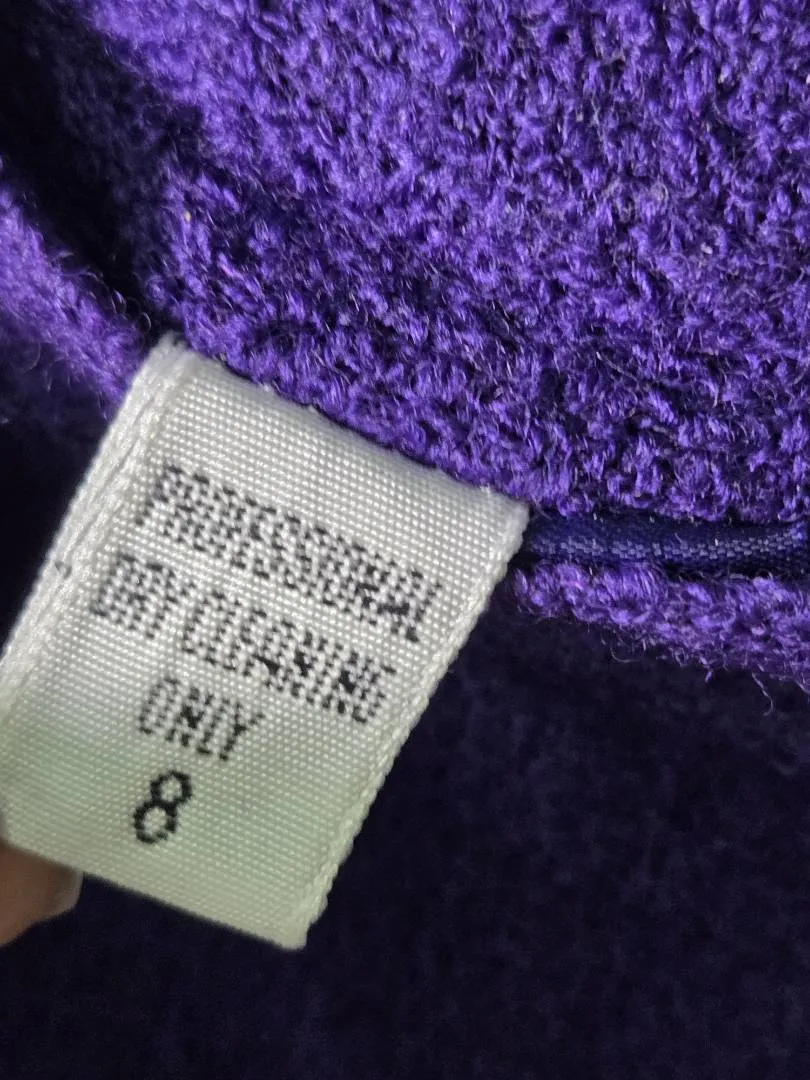 PROFESSIONAL
DRY CLEANING
ONLY
8